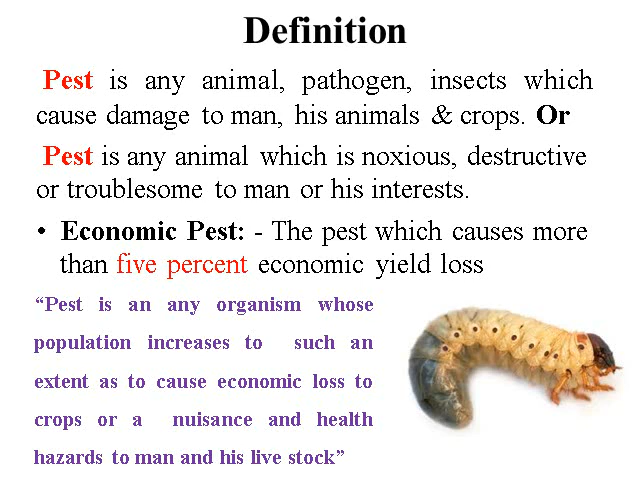 Definition
Pest is any animal, pathogen, insects which
cause damage to man, his animals & crops. Or
Pest is any animal which is noxious, destructive
or troublesome to man or his interests.
• Economic Pest: - The pest which causes more
than five percent economic yield loss
“Pest is an any organism whose
population increases to such an
extent as to cause economic loss to
crops or a nuisance and health
hazards to man and his live stock”